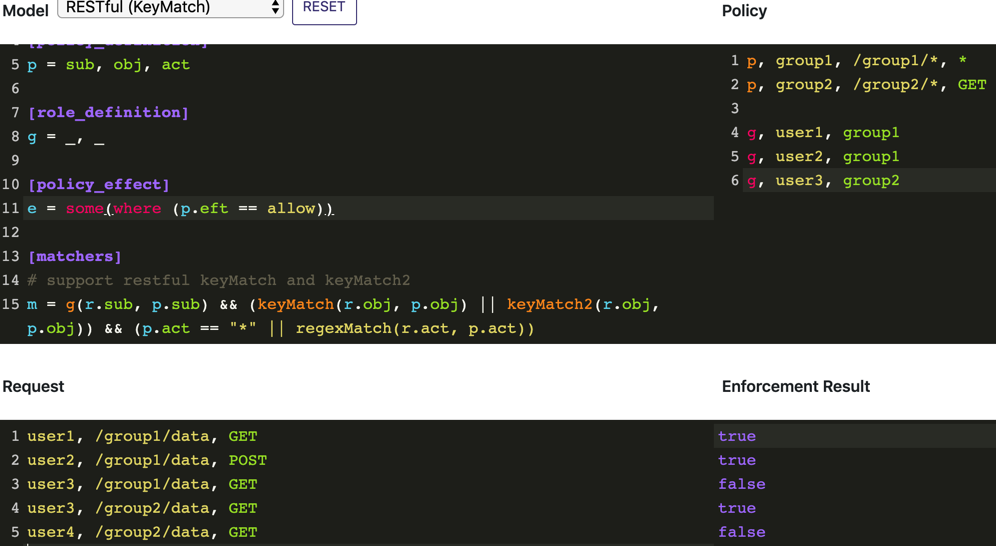 Model RESTful (KeyMatch) RESET
Policy
4 [policy_definition]
5 p = sub, obj, act
6
7 [role_definition]
8 g = _, _
9
10 [policy_effect]
11 e = some(where (p.eft == allow))
12
13 [matchers]
14 # support restful keyMatch and keyMatch2
15 m = g(r.sub, p.sub) && (keyMatch(r.obj, p.obj) || keyMatch2(r.obj,
p.obj)) && (p.act == "*" || regexMatch(r.act, p.act))
1 p, group1, /group1/*, *
2 p, group2, /group2/*, GET
3
4 g, user1, group1
5 g, user2, group1
6 g, user3, group2
Request
1 user1, /group1/data, GET
2 user2, /group1/data, POST
3 user3, /group1/data, GET
4 user3, /group2/data, GET
5 user4, /group2/data, GET
Enforcement Result
true
true
false
true
false